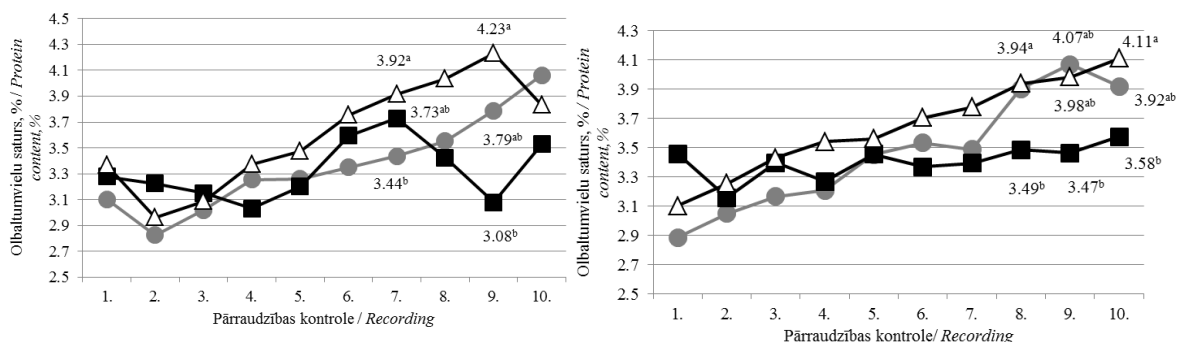 Olbaltumvielu saturs, % / Protein
content,%
4.5
4.3
4.1
3.9
3.7
3.5
3.3
3.1
2.9
2.7
2.5
4.23ᵃ
3.92ᵃ
3.73ᵃᵇ
3.79ᵃᵇ
3.44ᵇ
3.08ᵇ
1. 2. 3. 4. 5. 6. 7. 8. 9. 10.
Pārraudzības kontrole / Recording
Olbaltumvielu saturs, % / Protein
content,%
4.3
4.1
3.9
3.7
3.5
3.3
3.1
2.9
2.7
2.5
4.07ᵃᵇ
4.11ᵃ
3.94ᵃ
3.98ᵃᵇ
3.92ᵃᵇ
3.58ᵇ
3.49ᵇ
3.47ᵇ
1. 2. 3. 4. 5. 6. 7. 8. 9. 10.
Pārraudzības kontrole/ Recording